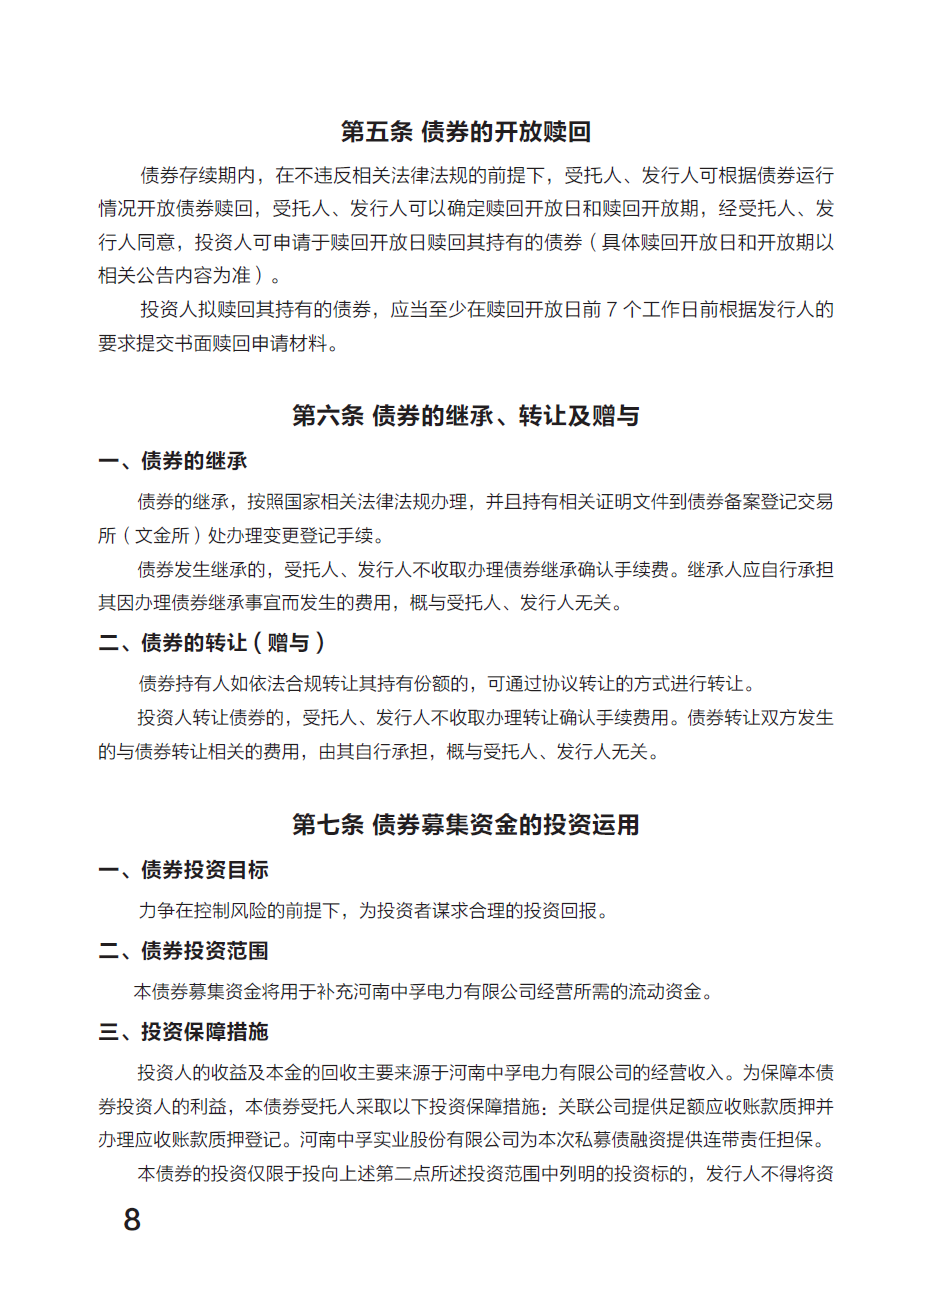 第五条 债券的开放赎回
债券存续期内，在不违反相关法律法规的前提下，受托人、发行人可根据债券运行
情况开放债券赎回，受托人、发行人可以确定赎回开放日和赎回开放期，经受托人、发
行人同意，投资人可申请于赎回开放日赎回其持有的债券（具体赎回开放日和开放期以
相关公告内容为准）。
投资人拟赎回其持有的债券，应当至少在赎回开放日前 7 个工作日前根据发行人的
要求提交书面赎回申请材料。
第六条 债券的继承、转让及赠与
一、债券的继承
债券的继承，按照国家相关法律法规办理，并且持有相关证明文件到债券备案登记交易
所（文金所）处办理变更登记手续。
债券发生继承的，受托人、发行人不收取办理债券继承确认手续费。继承人应自行承担
其因办理债券继承事宜而发生的费用，概与受托人、发行人无关。
二、债券的转让（赠与）
债券持有人如依法合规转让其持有份额的，可通过协议转让的方式进行转让。
投资人转让债券的，受托人、发行人不收取办理转让确认手续费用。债券转让双方发生
的与债券转让相关的费用，由其自行承担，概与受托人、发行人无关。
第七条 债券募集资金的投资运用
一、债券投资目标
力争在控制风险的前提下，为投资者谋求合理的投资回报。
二、债券投资范围
本债券募集资金将用于补充河南中孚电力有限公司经营所需的流动资金。
三、投资保障措施
投资人的收益及本金的回收主要来源于河南中孚电力有限公司的经营收入。为保障本债
券投资人的利益，本债券受托人采取以下投资保障措施：关联公司提供足额应收账款质押并
办理应收账款质押登记。河南中孚实业股份有限公司为本次私募债融资提供连带责任担保。
本债券的投资仅限于投向上述第二点所述投资范围中列明的投资标的，发行人不得将资
8